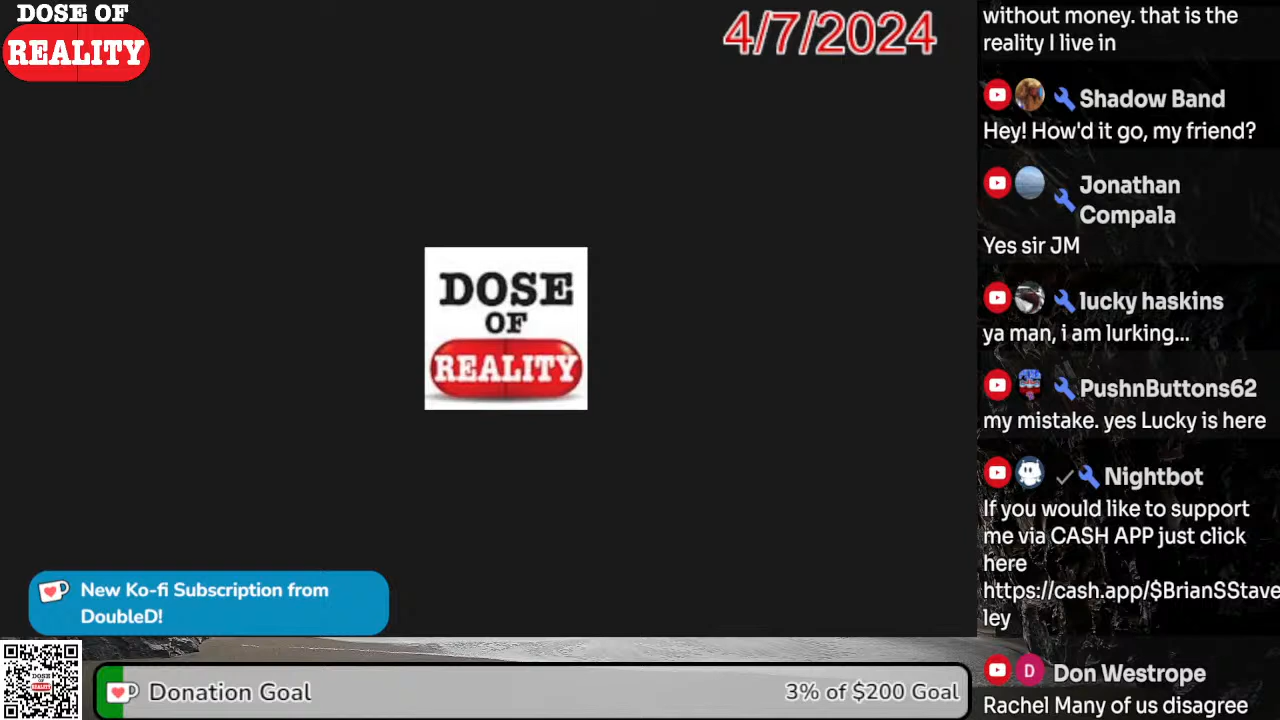 DOSE OF
REALITY
4/7/2024
DOSE
OF
REALITY
New Ko-fi Subscription from
DoubleD!
DOSE
OF
REALITY
Donation Goal
3% of $200 Goal
without money. that is the
reality I live in
Shadow Band
Hey! How'd it go, my friend?
Jonathan
Compala
Yes sir JM
lucky haskins
ya man, i am lurking...
PushnButtons62
my mistake. yes Lucky is here
Nightbot
If you would like to support
me via CASH APP just click
here
https://cash.app/$BrianSStave
ley
D
Don Westrope
Rachel Many of us disagree